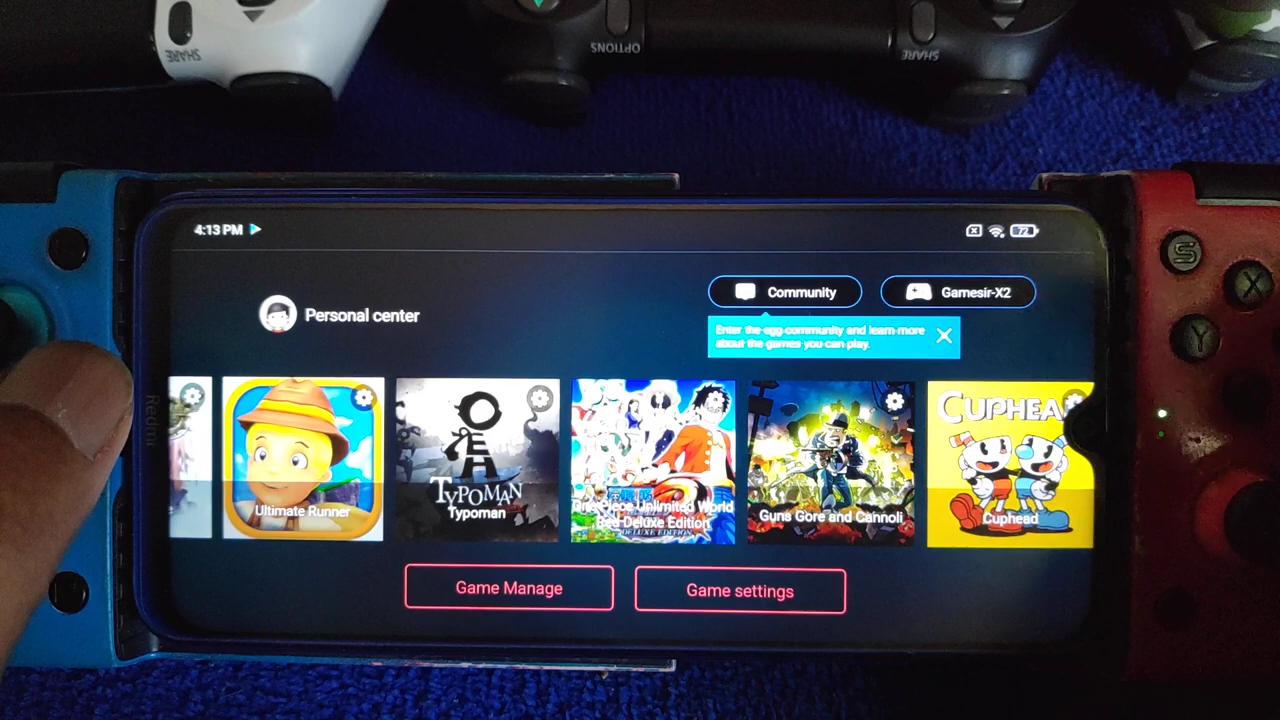 SHARE
OPTIONS
SHARE
4:13 PM
72
Community
Gamesir-X2
Personal center
Enter the egg community and learn more
about the games you can play.
Redmi
S
X
Y
CUPHEA
TYPOMAN
Ultimate Runner
Typoman
One Piece Unlimited World
Red Deluxe Edition
DELUXE EDITION
Guns Gore and Cannoli
Cuphead
Game Manage
Game settings